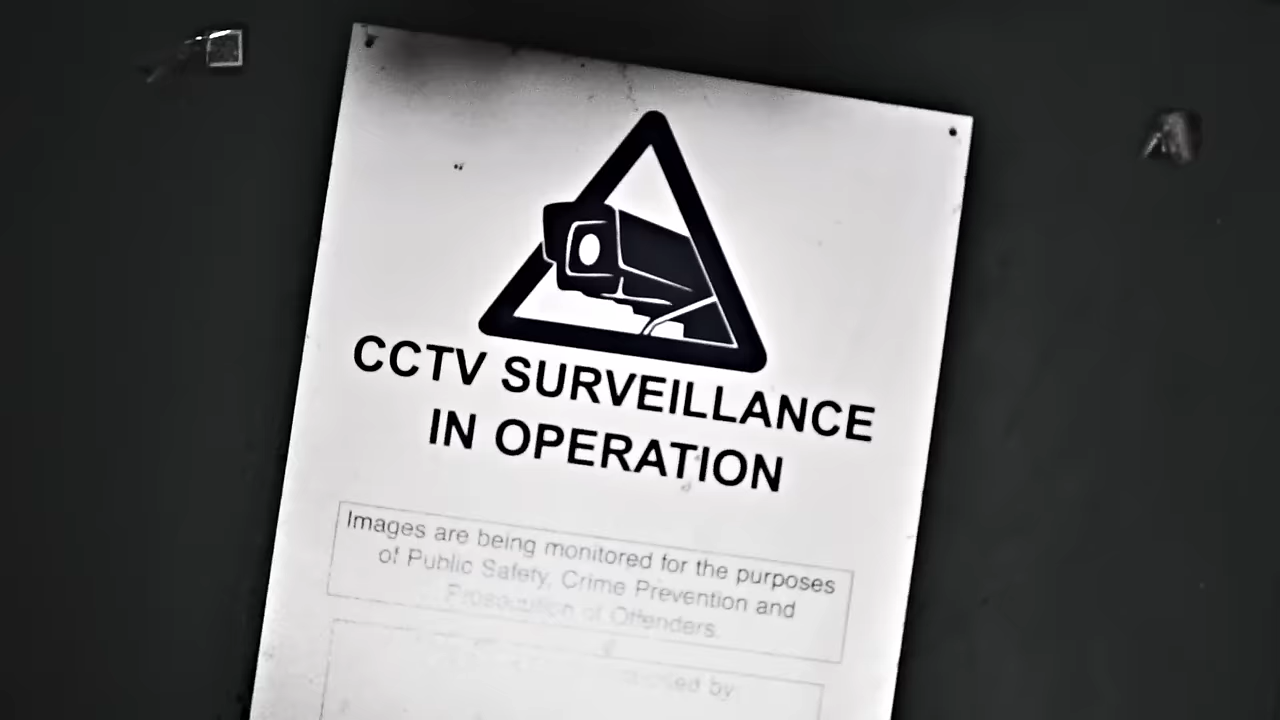 CCTV SURVEILLANCE
IN OPERATION
Images are being monitored for the purposes
of Public Safety, Crime Prevention and
Prosecution of Offenders.
by